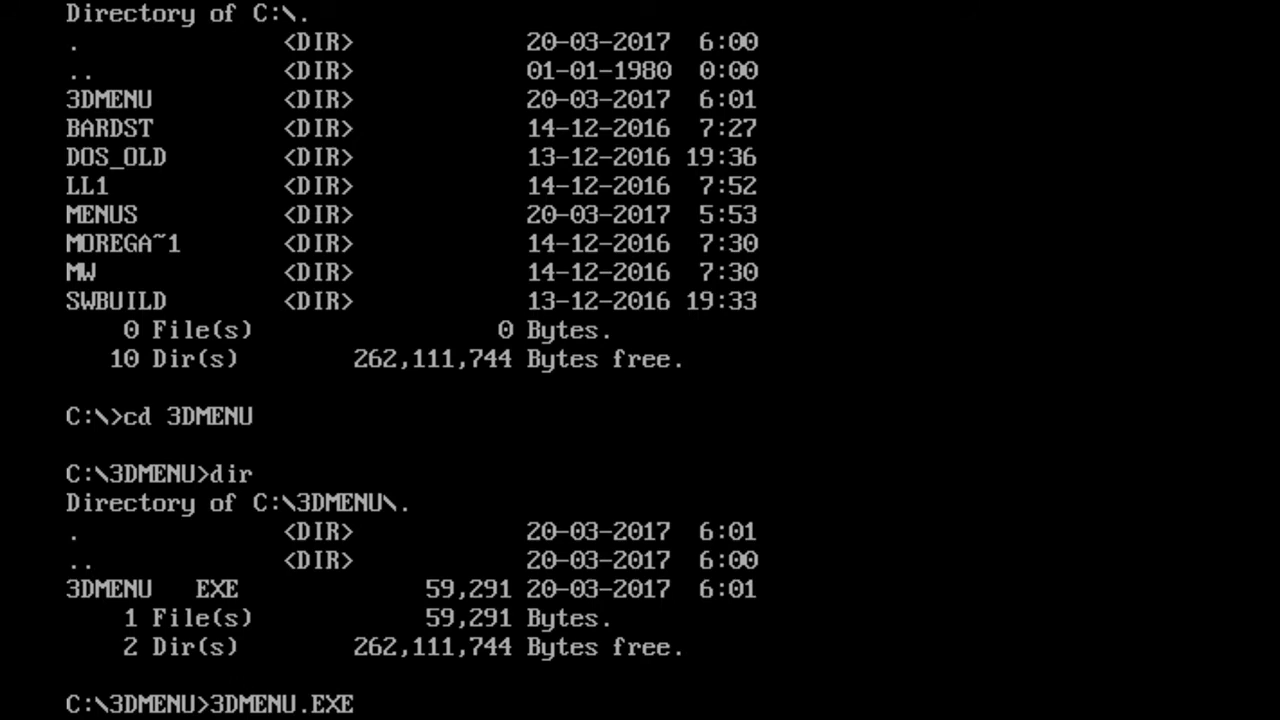 Directory of C:\.
. <DIR> 20-03-2017 6:00
.. <DIR> 01-01-1980 0:00
3DMENU <DIR> 20-03-2017 6:01
BARDST <DIR> 14-12-2016 7:27
DOS_OLD <DIR> 13-12-2016 19:36
LL1 <DIR> 14-12-2016 7:52
MENUS <DIR> 20-03-2017 5:53
MOREGA~1 <DIR> 14-12-2016 7:30
MW <DIR> 14-12-2016 7:30
SWBUILD <DIR> 13-12-2016 19:33
0 File(s) 0 Bytes.
10 Dir(s) 262,111,744 Bytes free.
C:\>cd 3DMENU
C:\3DMENU>dir
Directory of C:\3DMENU\.
. <DIR> 20-03-2017 6:01
.. <DIR> 20-03-2017 6:00
3DMENU EXE 59,291 20-03-2017 6:01
1 File(s) 59,291 Bytes.
2 Dir(s) 262,111,744 Bytes free.
C:\3DMENU>3DMENU.EXE